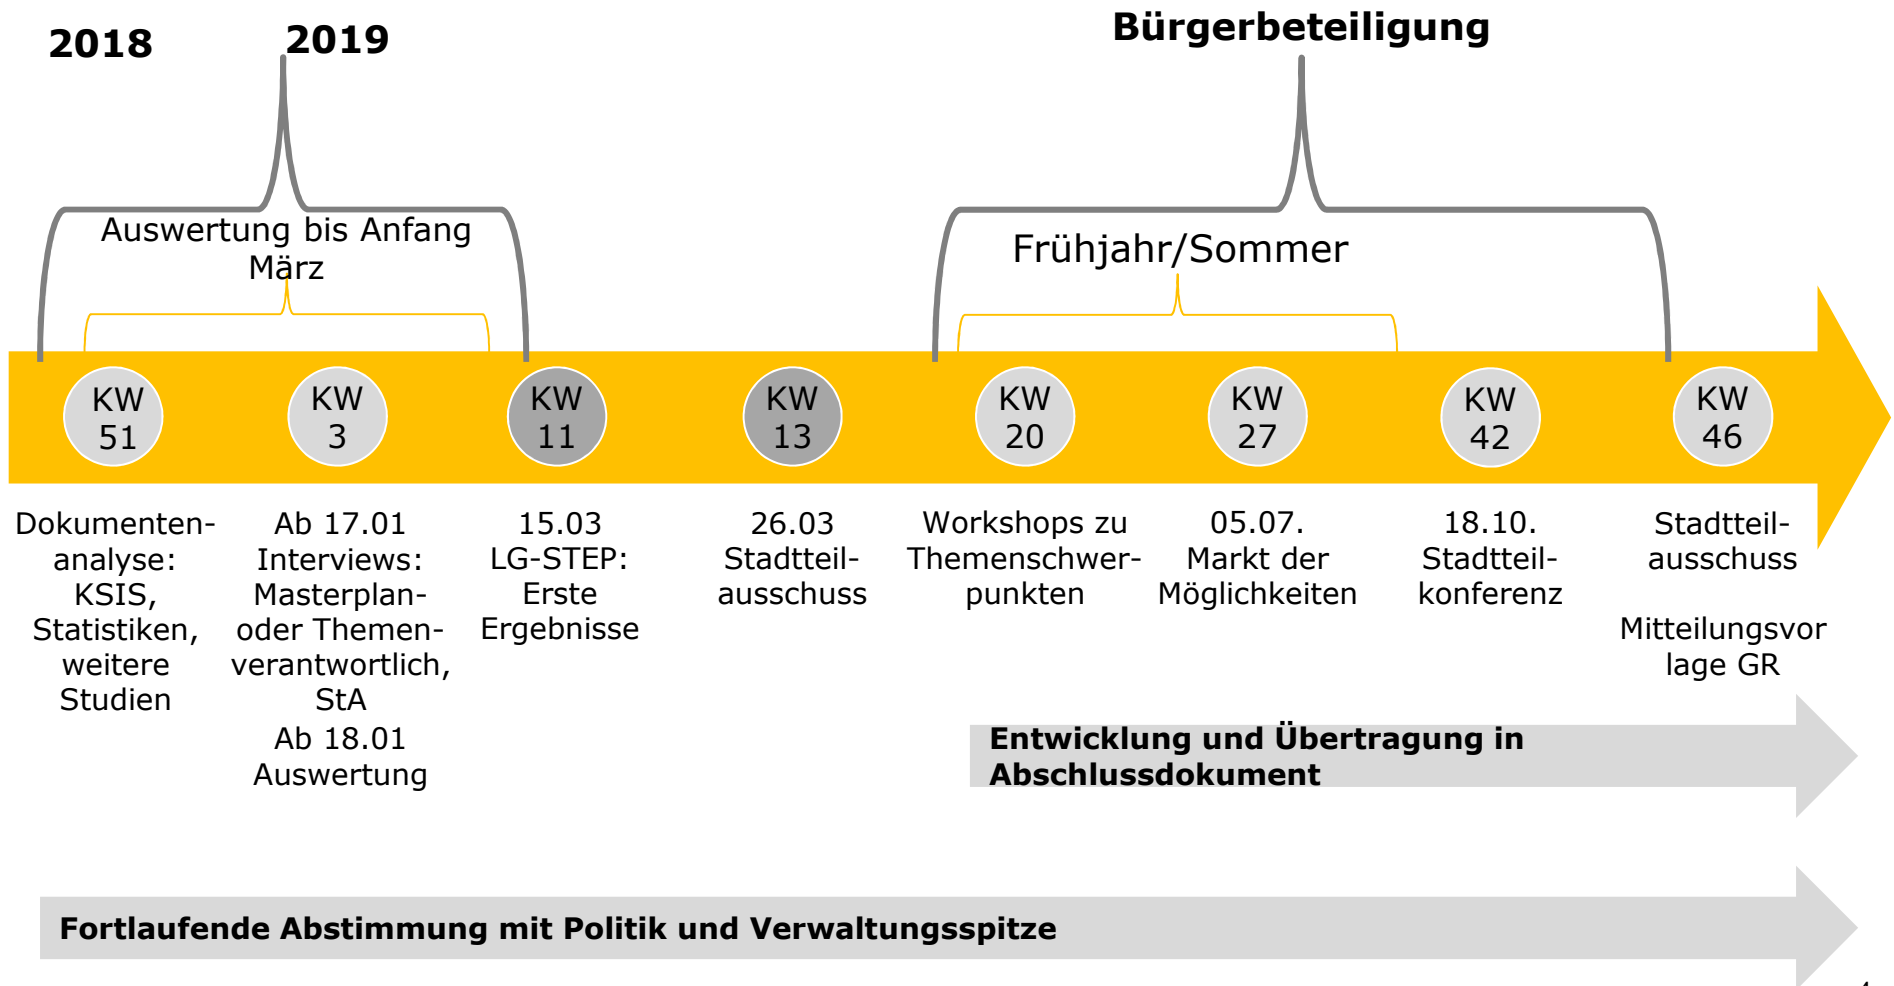 2018
2019
Bürgerbeteiligung
Auswertung bis Anfang
März
Frühjahr/Sommer
KW
51
KW
3
KW
11
KW
13
KW
20
KW
27
KW
42
KW
46
Dokumenten-
analyse:
KSIS,
Statistiken,
weitere
Studien
Ab 17.01
Interviews:
Masterplan-
oder Themen-
verantwortlich,
StA
Ab 18.01
Auswertung
15.03
LG-STEP:
Erste
Ergebnisse
26.03
Stadtteil-
ausschuss
Workshops zu
Themenschwer-
punkten
05.07.
Markt der
Möglichkeiten
18.10.
Stadtteil-
konferenz
Stadtteil-
ausschuss
Mitteilungsvor
lage GR
Entwicklung und Übertragung in
Abschlussdokument
Fortlaufende Abstimmung mit Politik und Verwaltungsspitze